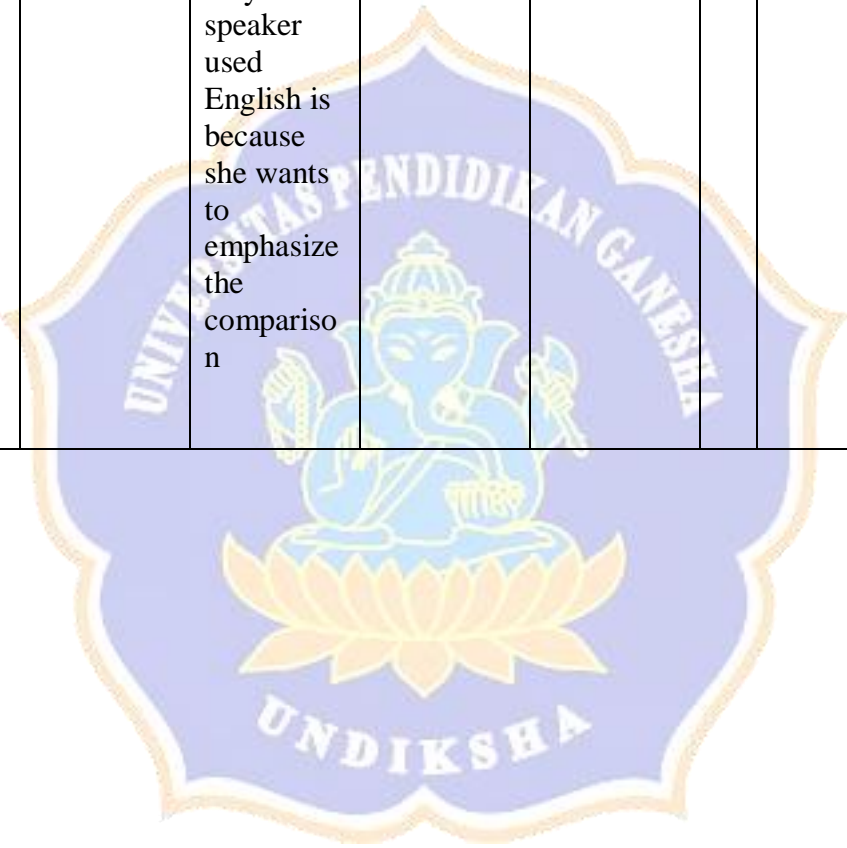 speaker
used
English is
because
she wants
to
emphasize
the
compariso
n
UNIVERSITAS PENDIDIKAN GANESHA
UNDIKSHA